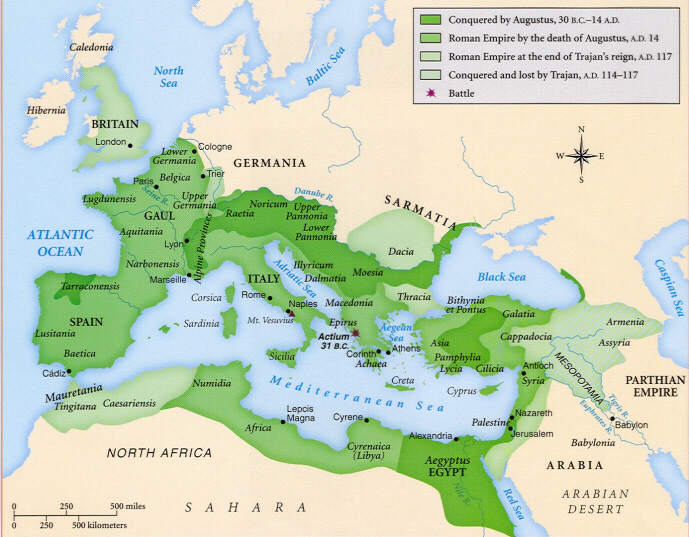 Conquered by Augustus, 30 B.C.–14 A.D.
Roman Empire by the death of Augustus, A.D. 14
Roman Empire at the end of Trajan's reign, A.D. 117
Conquered and lost by Trajan, A.D. 114–117
Battle
Caledonia
North
Sea
Baltic Sea
Hibernia
BRITAIN
London
N
W
E
S
Cologne
Lower
Germania
GERMANIA
Belgica
Trier
Paris
Seine R.
Upper
Germania
Lugdunensis
GAUL
Danube R.
Noricum
Raetia
Upper
Pannonia
Lower
Pannonia
SARMATIA
ATLANTIC
OCEAN
Aquitania
Lyon
Alpine Provinces
Dacia
Narbonensis
Marseille
Illyricum
Dalmatia
Moesia
Black Sea
Caspian Sea
Tarraconensis
Corsica
ITALY
Adriatic Sea
Rome
Naples
Mt. Vesuvius
Macedonia
Thracia
Bithynia
et Pontus
Galatia
Armenia
SPAIN
Sardinia
Epirus
Actium
31 B.C.
Aegean
Sea
Cappadocia
Assyria
Lusitania
Asia
Corinth
Athens
Achaea
Pamphylia
Lycia
Cilicia
Antioch
Syria
MESOPOTAMIA
PARTHIAN
EMPIRE
Baetica
Sicilia
Cádiz
Crete
Cyprus
Tigris R.
Euphrates R.
Mauretania
Tingitana
Caesariensis
Numidia
Mediterranean Sea
Nazareth
Palestine
Jerusalem
Babylon
Babylonia
Lepcis
Magna
Africa
Cyrene
Cyrenaica
(Libya)
Alexandria
Aegyptus
EGYPT
Nile R.
NORTH AFRICA
ARABIA
ARABIAN
DESERT
Red Sea
SAHARA
0 250 500 miles
0 250 500 kilometers